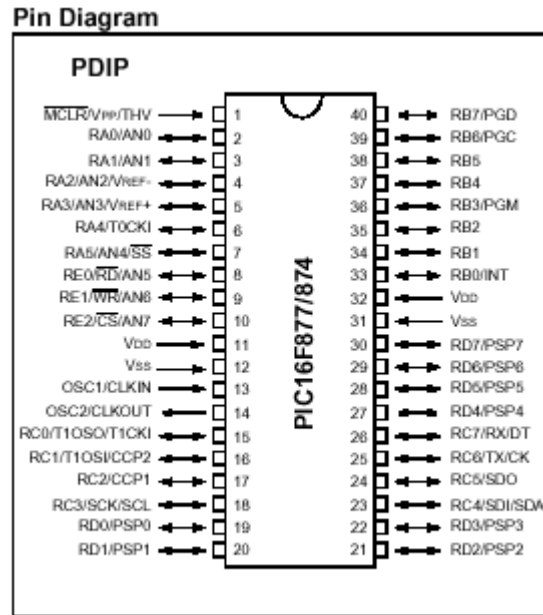 Pin Diagram
PDIP
MCLR/VPP/THV 1 40 RB7/PGD
RA0/AN0 2 39 RB6/PGC
RA1/AN1 3 38 RB5
RA2/AN2/VREF- 4 37 RB4
RA3/AN3/VREF+ 5 36 RB3/PGM
RA4/T0CKI 6 35 RB2
RA5/AN4/SS 7 34 RB1
RE0/RD/AN5 8 33 RB0/INT
RE1/WR/AN6 9 32 VDD
RE2/CS/AN7 10 31 VSS
VDD 11 30 RD7/PSP7
VSS 12 29 RD6/PSP6
OSC1/CLKIN 13 28 RD5/PSP5
OSC2/CLKOUT 14 27 RD4/PSP4
RC0/T1OSO/T1CKI 15 26 RC7/RX/DT
RC1/T1OSI/CCP2 16 25 RC6/TX/CK
RC2/CCP1 17 24 RC5/SDO
RC3/SCK/SCL 18 23 RC4/SDI/SDA
RD0/PSP0 19 22 RD3/PSP3
RD1/PSP1 20 21 RD2/PSP2
PIC16F877/874